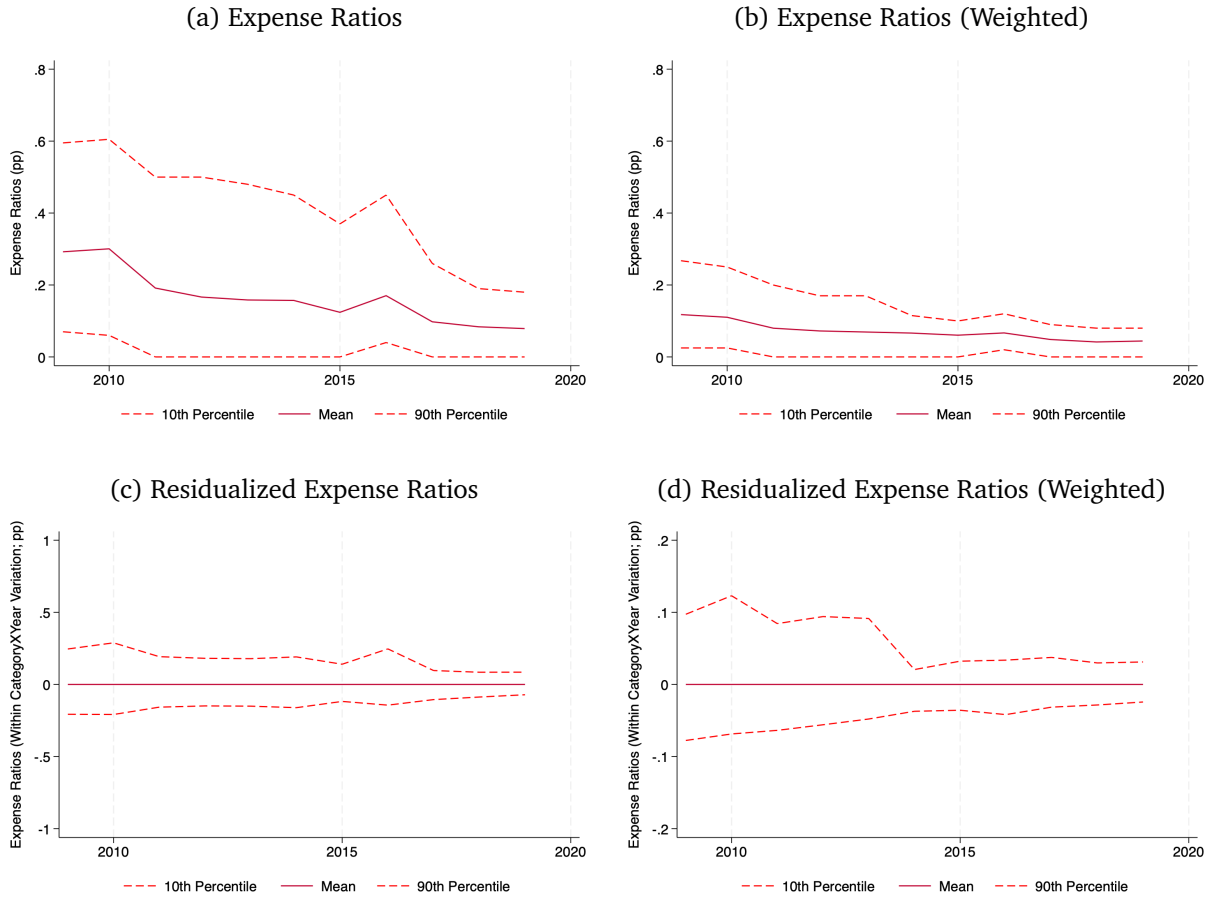 (a) Expense Ratios
Expense Ratios (pp)
.8
.6
.4
.2
0
2010
2015
2020
10th Percentile
Mean
90th Percentile
(b) Expense Ratios (Weighted)
Expense Ratios (pp)
.8
.6
.4
.2
0
2010
2015
2020
10th Percentile
Mean
90th Percentile
(c) Residualized Expense Ratios
Expense Ratios (Within CategoryXYear Variation; pp)
1
.5
0
-.5
-1
2010
2015
2020
10th Percentile
Mean
90th Percentile
(d) Residualized Expense Ratios (Weighted)
Expense Ratios (Within CategoryXYear Variation; pp)
.2
.1
0
-.1
-.2
2010
2015
2020
10th Percentile
Mean
90th Percentile